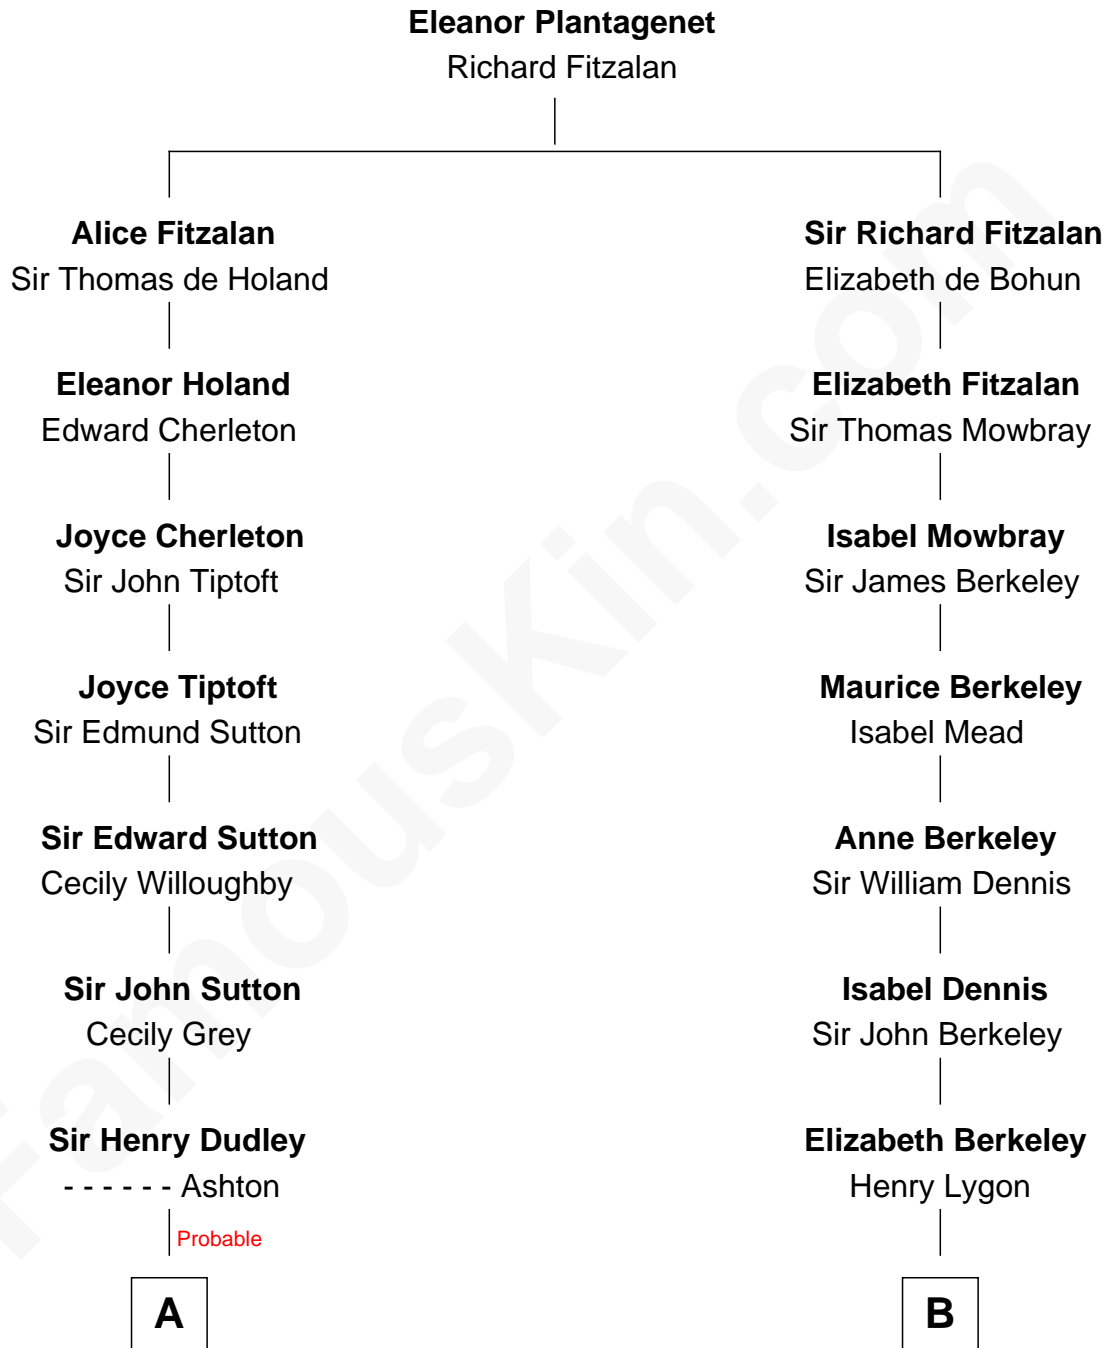 Eleanor Plantagenet
Richard Fitzalan
Alice Fitzalan
Sir Thomas de Holand
Eleanor Holand
Edward Cherleton
Joyce Cherleton
Sir John Tiptoft
Joyce Tiptoft
Sir Edmund Sutton
Sir Edward Sutton
Cecily Willoughby
Sir John Sutton
Cecily Grey
Sir Henry Dudley
- - - - - - Ashton
Probable
A
Sir Richard Fitzalan
Elizabeth de Bohun
Elizabeth Fitzalan
Sir Thomas Mowbray
Isabel Mowbray
Sir James Berkeley
Maurice Berkeley
Isabel Mead
Anne Berkeley
Sir William Dennis
Isabel Dennis
Sir John Berkeley
Elizabeth Berkeley
Henry Lygon
B
FamousKin.com